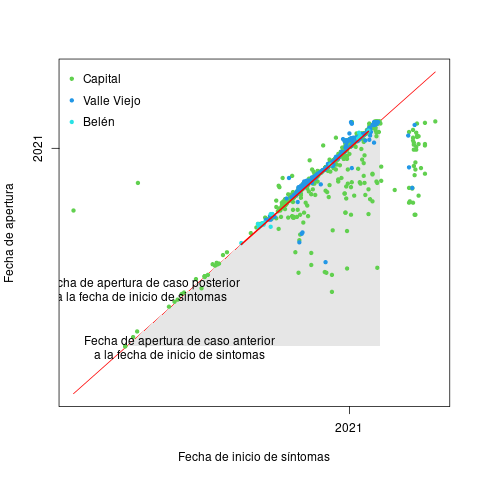 Capital
Valle Viejo
Belén
2021
Fecha de apertura
cha de apertura de caso posterior
a la fecha de inicio de síntomas
Fecha de apertura de caso anterior
a la fecha de inicio de sintomas
2021
Fecha de inicio de síntomas